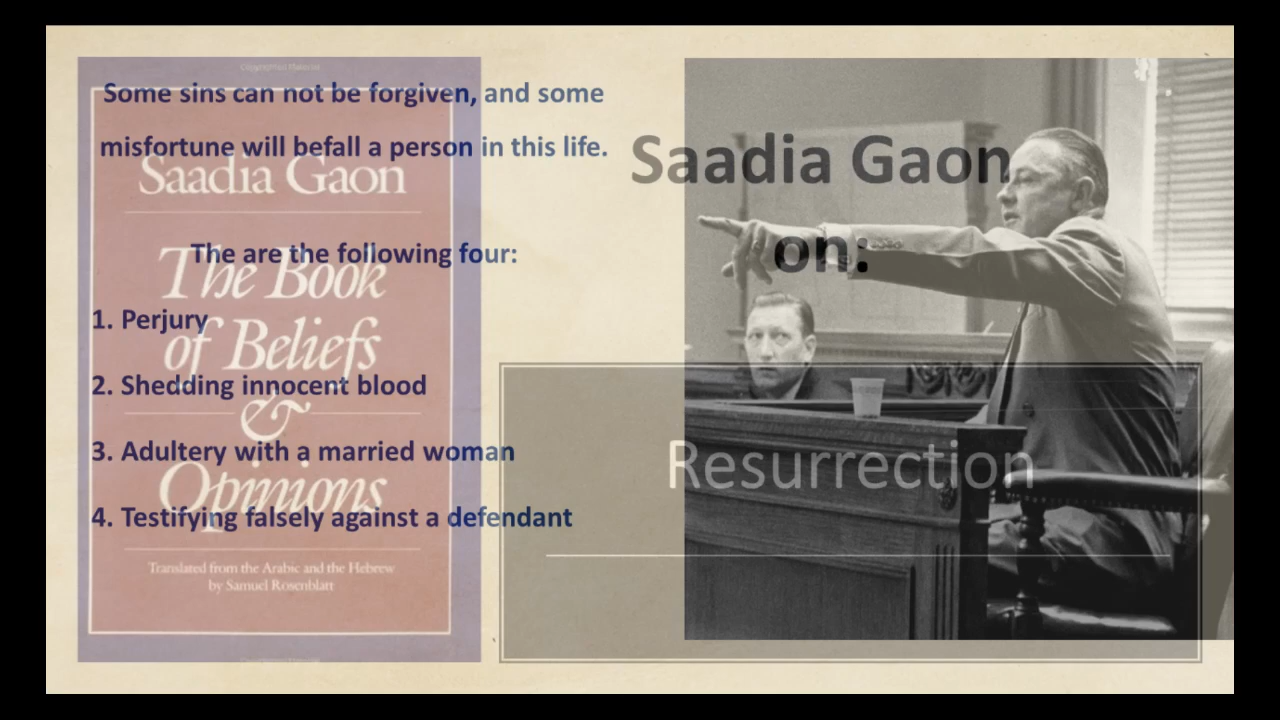 Some sins can not be forgiven, and some
misfortune will befall a person in this life.
The are the following four:
1. Perjury
2. Shedding innocent blood
3. Adultery with a married woman
4. Testifying falsely against a defendant
Saadia Gaon
The Book
of Beliefs
&
Opinions
Translated from the Arabic and the Hebrew
by Samuel Rosenblatt
Saadia Gaon
on:
Resurrection